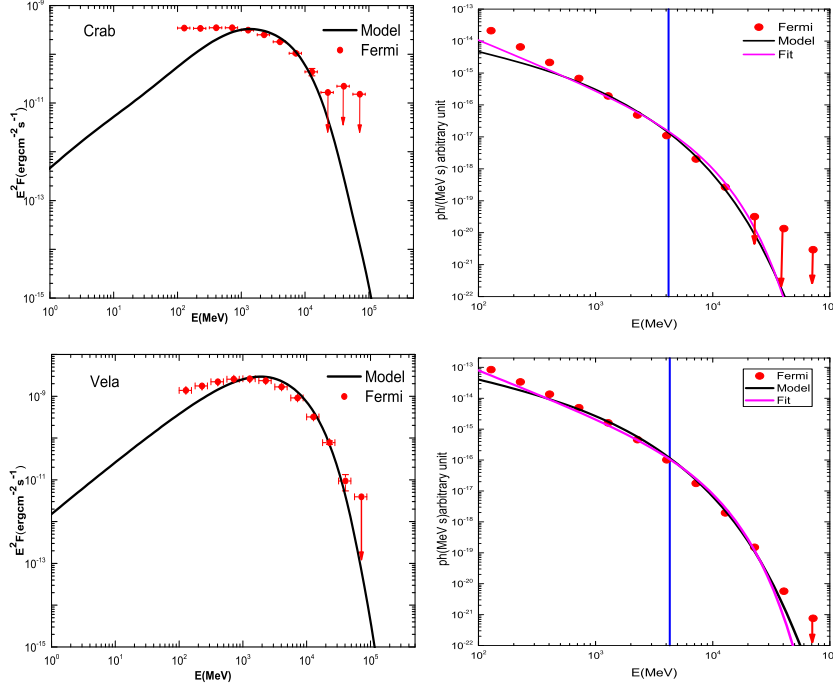 Crab
Model
Fermi
E²F(ergcm⁻²s⁻¹)
10⁻⁹
10⁻¹¹
10⁻¹³
10⁻¹⁵
10⁰ 10¹ 10² 10³ 10⁴ 10⁵
E(MeV)
Fermi
Model
Fit
ph/(MeV s) arbitrary unit
10⁻¹⁴
10⁻¹⁵
10⁻¹⁶
10⁻¹⁷
10⁻¹⁸
10⁻¹⁹
10⁻²⁰
10⁻²¹
10⁻²²
10² 10³ 10⁴ 10
E(MeV)
Vela
Model
Fermi
E²F(ergcm⁻²s⁻¹)
10⁻⁹
10⁻¹¹
10⁻¹³
10⁻¹⁵
10⁰ 10¹ 10² 10³ 10⁴ 10⁵
E(MeV)
Fermi
Model
Fit
ph(MeV s)arbitrary unit
10⁻¹³
10⁻¹⁴
10⁻¹⁵
10⁻¹⁶
10⁻¹⁷
10⁻¹⁸
10⁻¹⁹
10⁻²⁰
10⁻²¹
10⁻²²
10² 10³ 10⁴ 10
E(MeV)